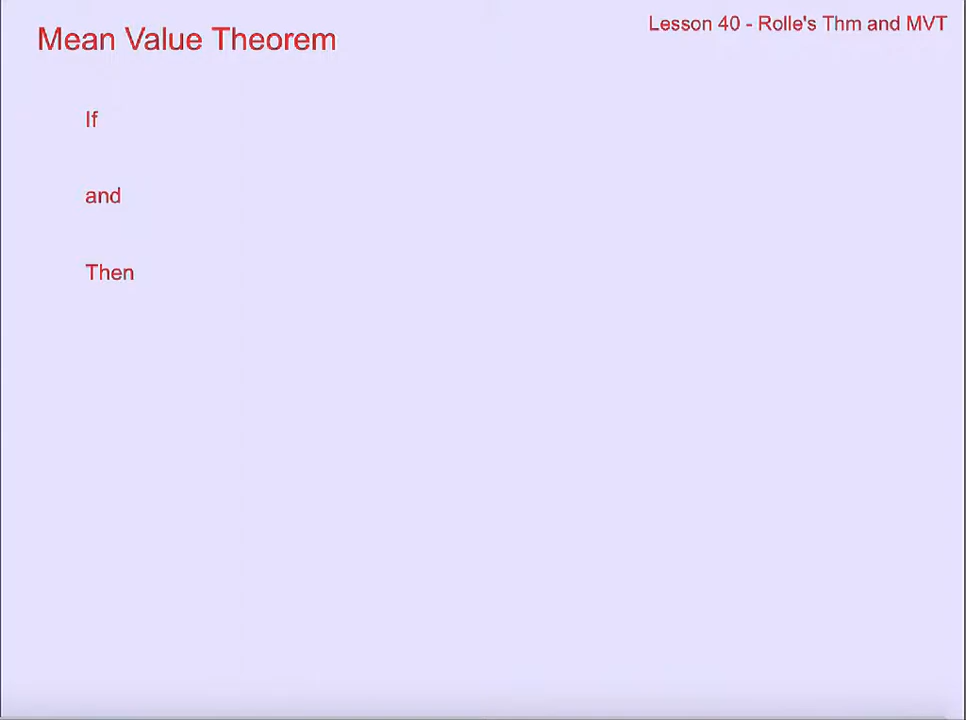 Lesson 40 - Rolle's Thm and MVT
Mean Value Theorem
If
and
Then